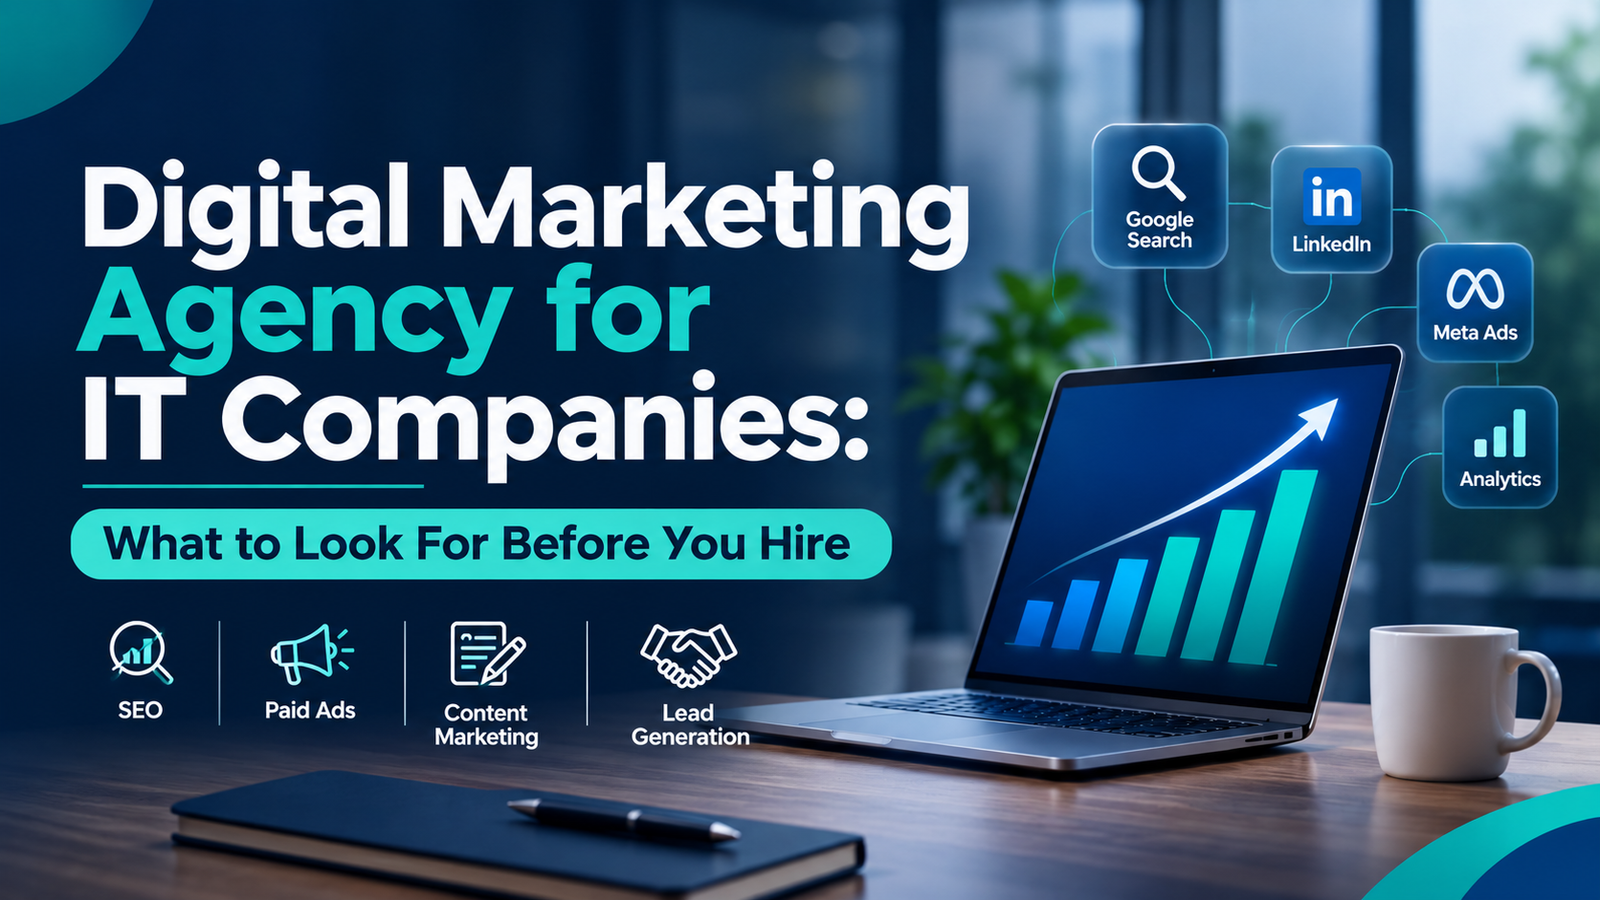 Digital Marketing
Agency for
IT Companies:
What to Look For Before You Hire
SEO
Paid Ads
Content
Marketing
Lead
Generation
Google
Search
in
LinkedIn
Meta Ads
Analytics